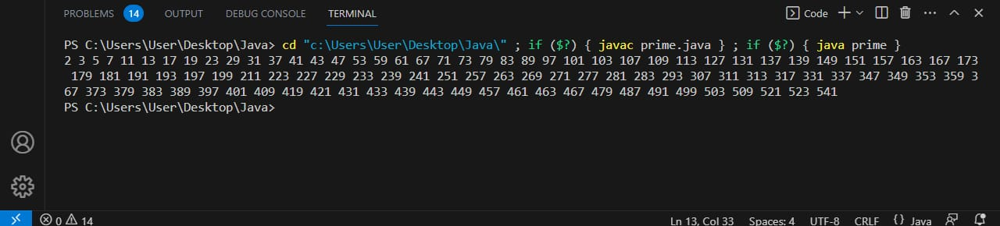 PROBLEMS 14 OUTPUT DEBUG CONSOLE TERMINAL Code
PS C:\Users\User\Desktop\Java> cd "c:\Users\User\Desktop\Java\" ; if ($?) { javac prime.java } ; if ($?) { java prime }
2 3 5 7 11 13 17 19 23 29 31 37 41 43 47 53 59 61 67 71 73 79 83 89 97 101 103 107 109 113 127 131 137 139 149 151 157 163 167 173
179 181 191 193 197 199 211 223 227 229 233 239 241 251 257 263 269 271 277 281 283 293 307 311 313 317 331 337 347 349 353 359 3
67 373 379 383 389 397 401 409 419 421 431 433 439 443 449 457 461 463 467 479 487 491 499 503 509 521 523 541
PS C:\Users\User\Desktop\Java>
0 14 Ln 13, Col 33 Spaces: 4 UTF-8 CRLF {} Java